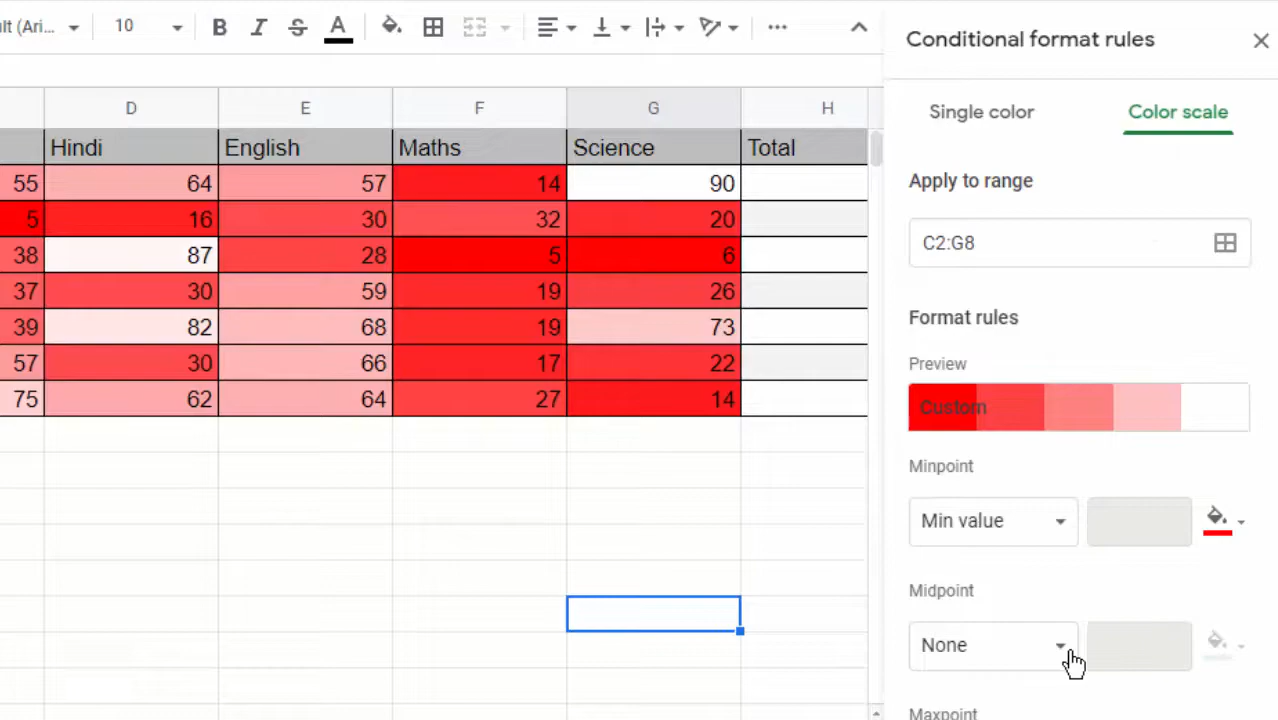 ult (Ari... 10 B I S A
Conditional format rules
Single color Color scale
D E F G H
Hindi English Maths Science Total
55 64 57 14 90
5 16 30 32 20
38 87 28 5 6
37 30 59 19 26
39 82 68 19 73
57 30 66 17 22
75 62 64 27 14
Apply to range
C2:G8
Format rules
Preview
Custom
Minpoint
Min value
Midpoint
None
Maxpoint